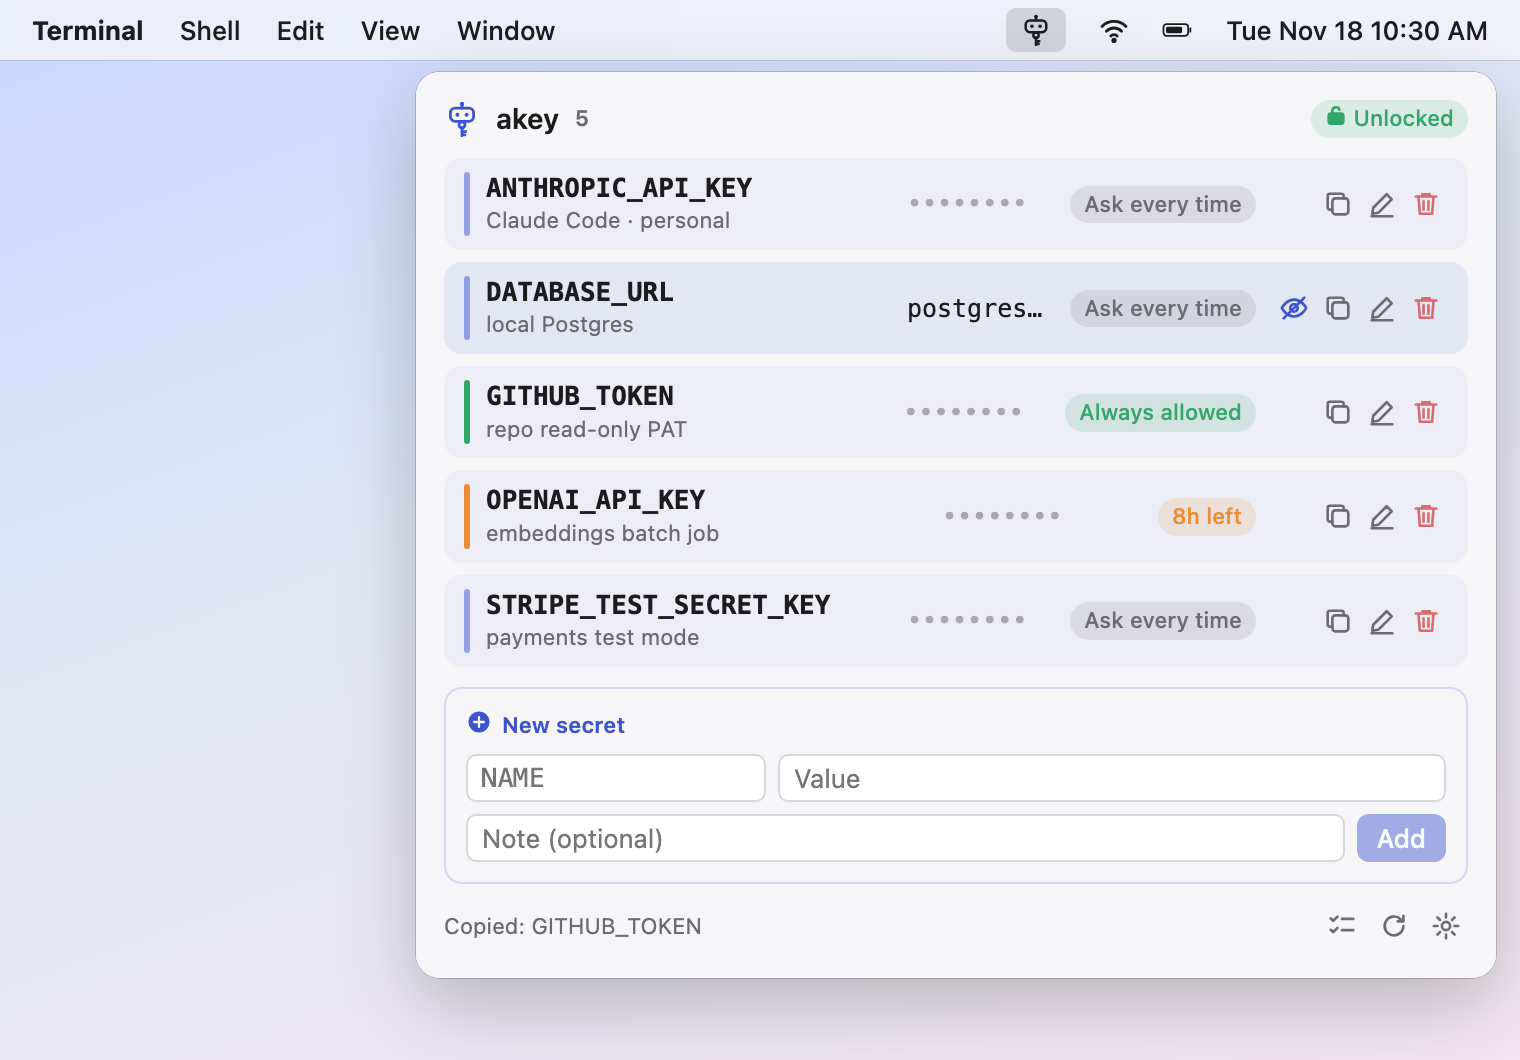 Terminal Shell Edit View Window Tue Nov 18 10:30 AM
akey 5 Unlocked
ANTHROPIC_API_KEY
Claude Code · personal
Ask every time
DATABASE_URL
local Postgres
postgres… Ask every time
GITHUB_TOKEN
repo read-only PAT
Always allowed
OPENAI_API_KEY
embeddings batch job
8h left
STRIPE_TEST_SECRET_KEY
payments test mode
Ask every time
New secret
NAME Value
Note (optional) Add
Copied: GITHUB_TOKEN